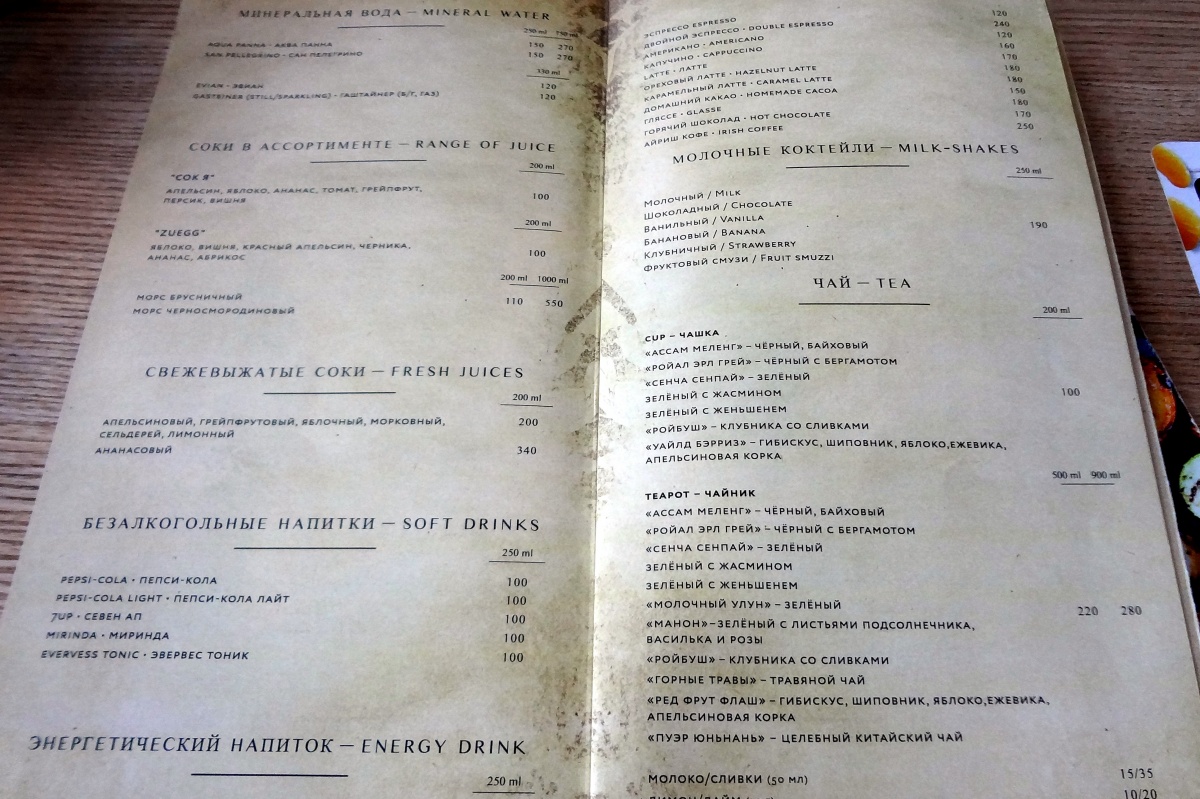 МИНЕРАЛЬНАЯ ВОДА — MINERAL WATER
250 ml 750 ml
AQUA PANNA • АКВА ПАННА 150 270
SAN PELLEGRINO • САН ПЕЛЕГРИНО 150 270
330 ml
EVIAN • ЭВИАН 120
GASTEINER (STILL/SPARKLING) • ГАШТАЙНЕР (Б/Г, ГАЗ) 120
СОКИ В АССОРТИМЕНТЕ — RANGE OF JUICE
200 ml
"СОК Я"
АПЕЛЬСИН, ЯБЛОКО, АНАНАС, ТОМАТ, ГРЕЙПФРУТ, 100
ПЕРСИК, ВИШНЯ
200 ml
"ZUEGG"
ЯБЛОКО, ВИШНЯ, КРАСНЫЙ АПЕЛЬСИН, ЧЕРНИКА, 100
АНАНАС, АБРИКОС
200 ml 1000 ml
МОРС БРУСНИЧНЫЙ 110 550
МОРС ЧЕРНОСМОРОДИНОВЫЙ
СВЕЖЕВЫЖАТЫЕ СОКИ — FRESH JUICES
200 ml
АПЕЛЬСИНОВЫЙ, ГРЕЙПФРУТОВЫЙ, ЯБЛОЧНЫЙ, МОРКОВНЫЙ, 200
СЕЛЬДЕРЕЙ, ЛИМОННЫЙ
АНАНАСОВЫЙ 340
БЕЗАЛКОГОЛЬНЫЕ НАПИТКИ — SOFT DRINKS
250 ml
PEPSI-COLA • ПЕПСИ-КОЛА 100
PEPSI-COLA LIGHT • ПЕПСИ-КОЛА ЛАЙТ 100
7UP • СЕВЕН АП 100
MIRINDA • МИРИНДА 100
EVERVESS TONIC • ЭВЕРВЕС ТОНИК 100
ЭНЕРГЕТИЧЕСКИЙ НАПИТОК — ENERGY DRINK
250 ml
ЭСПРЕССО ESPRESSO 120
ДВОЙНОЙ ЭСПРЕССО • DOUBLE ESPRESSO 240
АМЕРИКАНО • AMERICANO 120
КАПУЧИНО • CAPPUCCINO 160
LATTE • ЛАТТЕ 170
ОРЕХОВЫЙ ЛАТТЕ • HAZELNUT LATTE 180
КАРАМЕЛЬНЫЙ ЛАТТЕ • CARAMEL LATTE 180
ДОМАШНИЙ КАКАО • HOMEMADE CACOA 150
ГЛЯССЕ • GLASSE 180
ГОРЯЧИЙ ШОКОЛАД • HOT CHOCOLATE 170
АЙРИШ КОФЕ • IRISH COFFEE 250
МОЛОЧНЫЕ КОКТЕЙЛИ — MILK-SHAKES
250 ml
МОЛОЧНЫЙ / MILK
ШОКОЛАДНЫЙ / CHOCOLATE
ВАНИЛЬНЫЙ / VANILLA 190
БАНАНОВЫЙ / BANANA
КЛУБНИЧНЫЙ / STRAWBERRY
ФРУКТОВЫЙ СМУЗИ / FRUIT SMUZZI
ЧАЙ — TEA
200 ml
CUP – ЧАШКА
«АССАМ МЕЛЕНГ» – ЧЁРНЫЙ, БАЙХОВЫЙ
«РОЙАЛ ЭРЛ ГРЕЙ» – ЧЁРНЫЙ С БЕРГАМОТОМ
«СЕНЧА СЕНПАЙ» – ЗЕЛЁНЫЙ
ЗЕЛЁНЫЙ С ЖАСМИНОМ 100
ЗЕЛЁНЫЙ С ЖЕНЬШЕНЕМ
«РОЙБУШ» – КЛУБНИКА СО СЛИВКАМИ
«УАЙЛД БЭРРИЗ» – ГИБИСКУС, ШИПОВНИК, ЯБЛОКО,ЕЖЕВИКА,
АПЕЛЬСИНОВАЯ КОРКА
500 ml 900 ml
TEAPOT – ЧАЙНИК
«АССАМ МЕЛЕНГ» – ЧЁРНЫЙ, БАЙХОВЫЙ
«РОЙАЛ ЭРЛ ГРЕЙ» – ЧЁРНЫЙ С БЕРГАМОТОМ
«СЕНЧА СЕНПАЙ» – ЗЕЛЁНЫЙ
ЗЕЛЁНЫЙ С ЖАСМИНОМ
ЗЕЛЁНЫЙ С ЖЕНЬШЕНЕМ
«МОЛОЧНЫЙ УЛУН» – ЗЕЛЁНЫЙ 220 280
«МАНОН» – ЗЕЛЁНЫЙ С ЛИСТЬЯМИ ПОДСОЛНЕЧНИКА,
ВАСИЛЬКА И РОЗЫ
«РОЙБУШ» – КЛУБНИКА СО СЛИВКАМИ
«ГОРНЫЕ ТРАВЫ» – ТРАВЯНОЙ ЧАЙ
«РЕД ФРУТ ФЛАШ» – ГИБИСКУС, ШИПОВНИК, ЯБЛОКО,ЕЖЕВИКА,
АПЕЛЬСИНОВАЯ КОРКА
«ПУЭР ЮНЬНАНЬ» – ЦЕЛЕБНЫЙ КИТАЙСКИЙ ЧАЙ
МОЛОКО/СЛИВКИ (50 МЛ) 15/35
ЛИМОН/ЛАЙМ 10/20